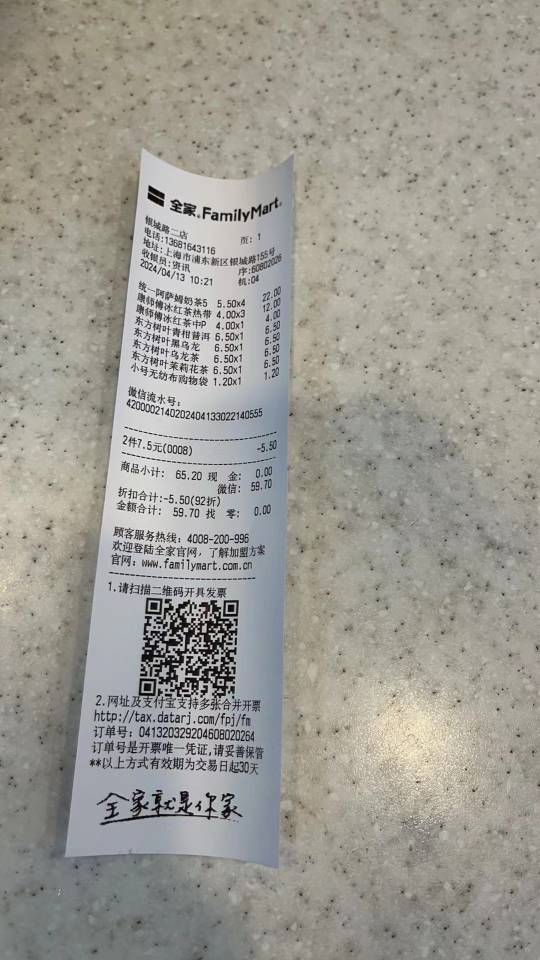 全家 FamilyMart
银城路二店 页: 1
电话:13681643116
地址:上海市浦东新区银城路155号
收银员:资讯 序:60802026
2024/04/13 10:21 机:04
统一阿萨姆奶茶5 5.50x4 22.00
康师傅冰红茶热带 4.00x3 12.00
康师傅冰红茶中P 4.00x1 4.00
东方树叶青柑普洱 6.50x1 6.50
东方树叶黑乌龙 6.50x1 6.50
东方树叶乌龙茶 6.50x1 6.50
东方树叶茉莉花茶 6.50x1 6.50
小号无纺布购物袋 1.20x1 1.20
微信流水号:
4200002140202404133022140555
2件7.5元(0008) -5.50
商品小计: 65.20 现 金: 0.00
微信: 59.70
折扣合计:-5.50(92折)
金额合计: 59.70 找 零: 0.00
顾客服务热线: 4008-200-996
欢迎登陆全家官网, 了解加盟方案
官网: www.familymart.com.cn
1.请扫描二维码开具发票
2.网址及支付宝支持多张合并开票
http://tax.datarj.com/fpj/fm
订单号: 0413203292046080202​64
订单号是开票唯一凭证,请妥善保管
**以上方式有效期为交易日起30天
全家就是你家